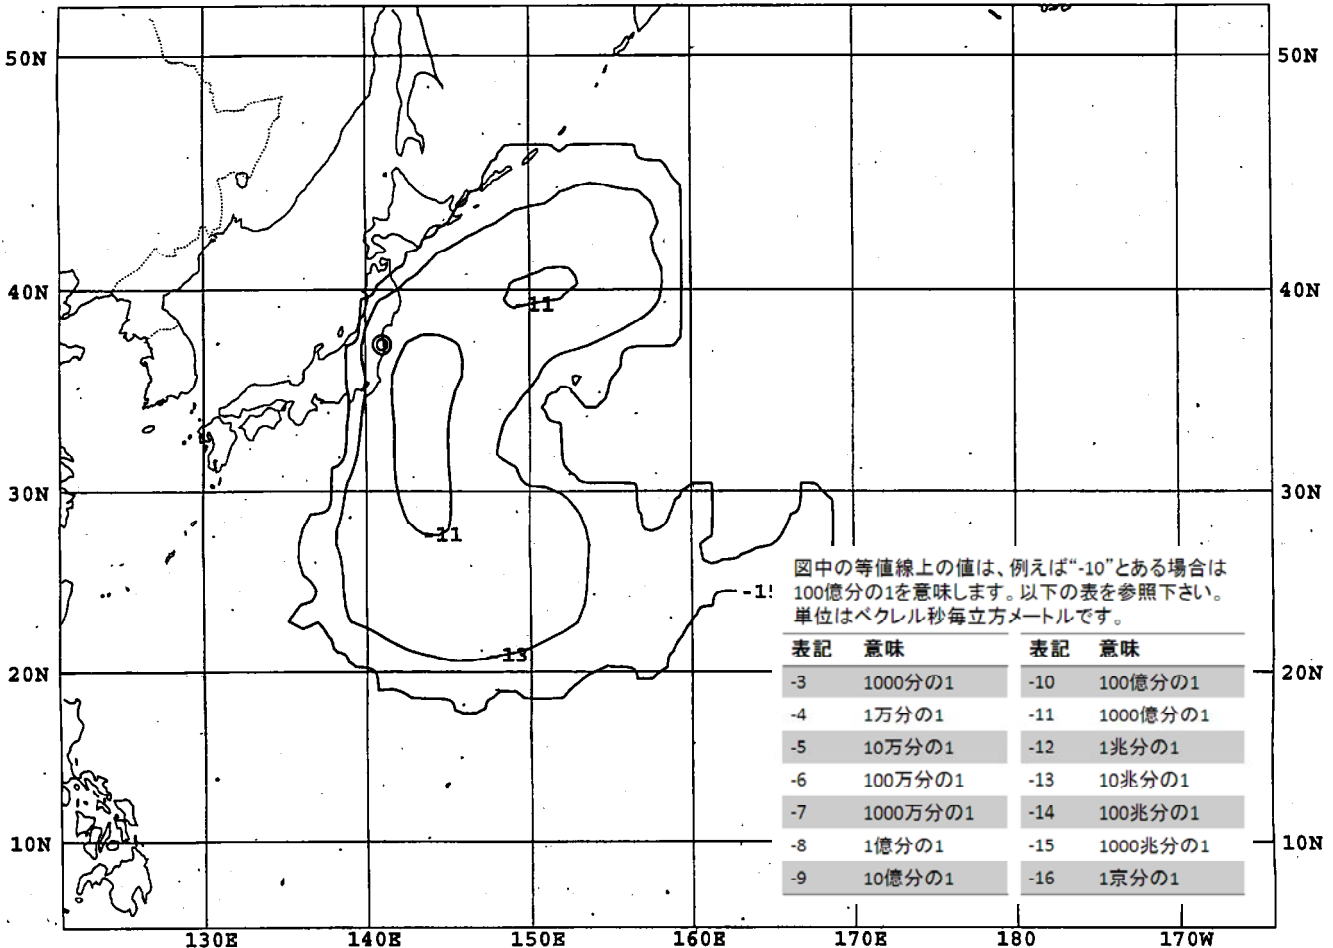 50N
50N
40N
40N
11
30N
30N
-11
図中の等値線上の値は、例えば“-10”とある場合は
100億分の1を意味します。以下の表を参照下さい。
単位はベクレル秒毎立方メートルです。
表記 意味 表記 意味
-3 1000分の1 -10 100億分の1
-4 1万分の1 -11 1000億分の1
-5 10万分の1 -12 1兆分の1
-6 100万分の1 -13 10兆分の1
-7 1000万分の1 -14 100兆分の1
-8 1億分の1 -15 1000兆分の1
-9 10億分の1 -16 1京分の1
-13
20N
20N
10N
10N
130E 140E 150E 160E 170E 180 170W